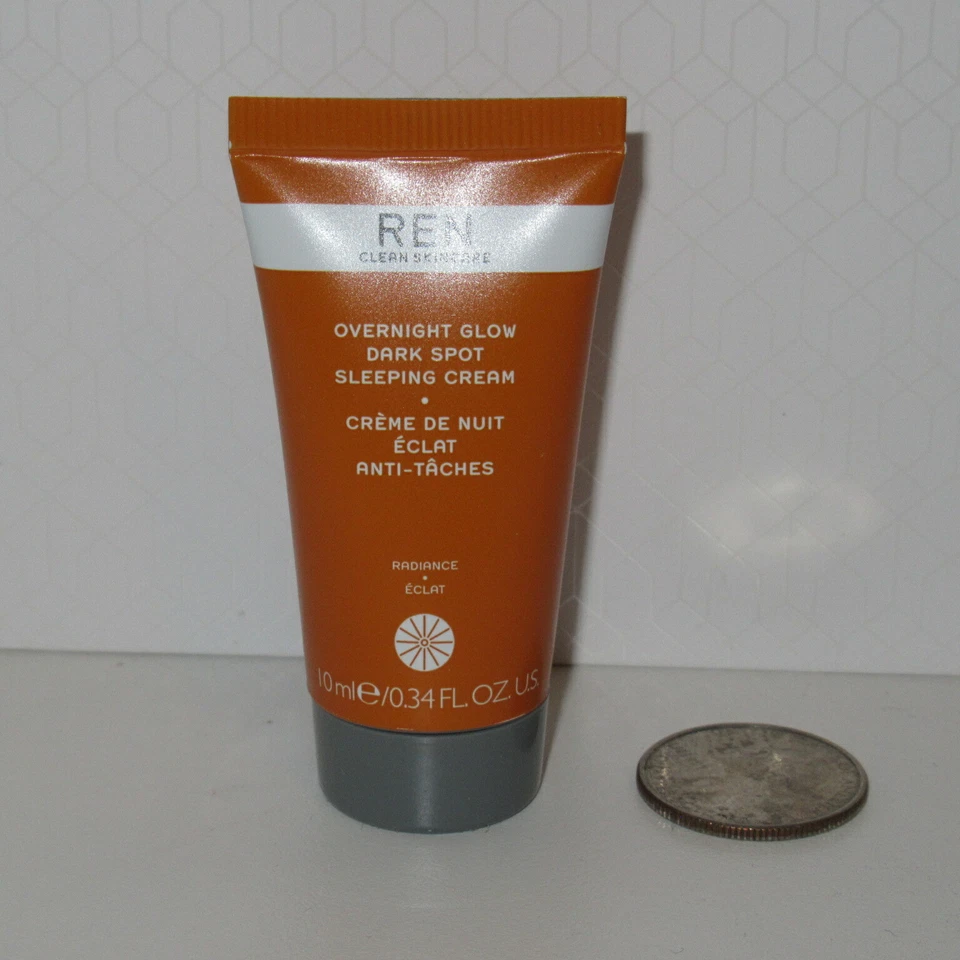 REN
CLEAN SKINCARE
OVERNIGHT GLOW
DARK SPOT
SLEEPING CREAM
•
CRÈME DE NUIT
ÉCLAT
ANTI-TÂCHES
RADIANCE
•
ÉCLAT
10 ml℮/0.34 FL. OZ. U.S.